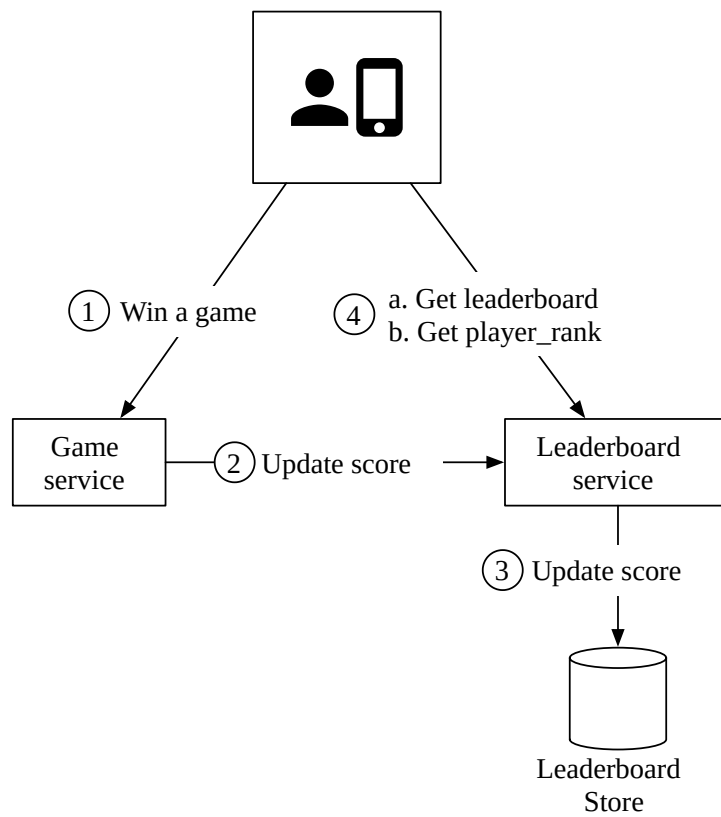 1 Win a game
4 a. Get leaderboard
b. Get player_rank
Game
service
2 Update score
Leaderboard
service
3 Update score
Leaderboard
Store